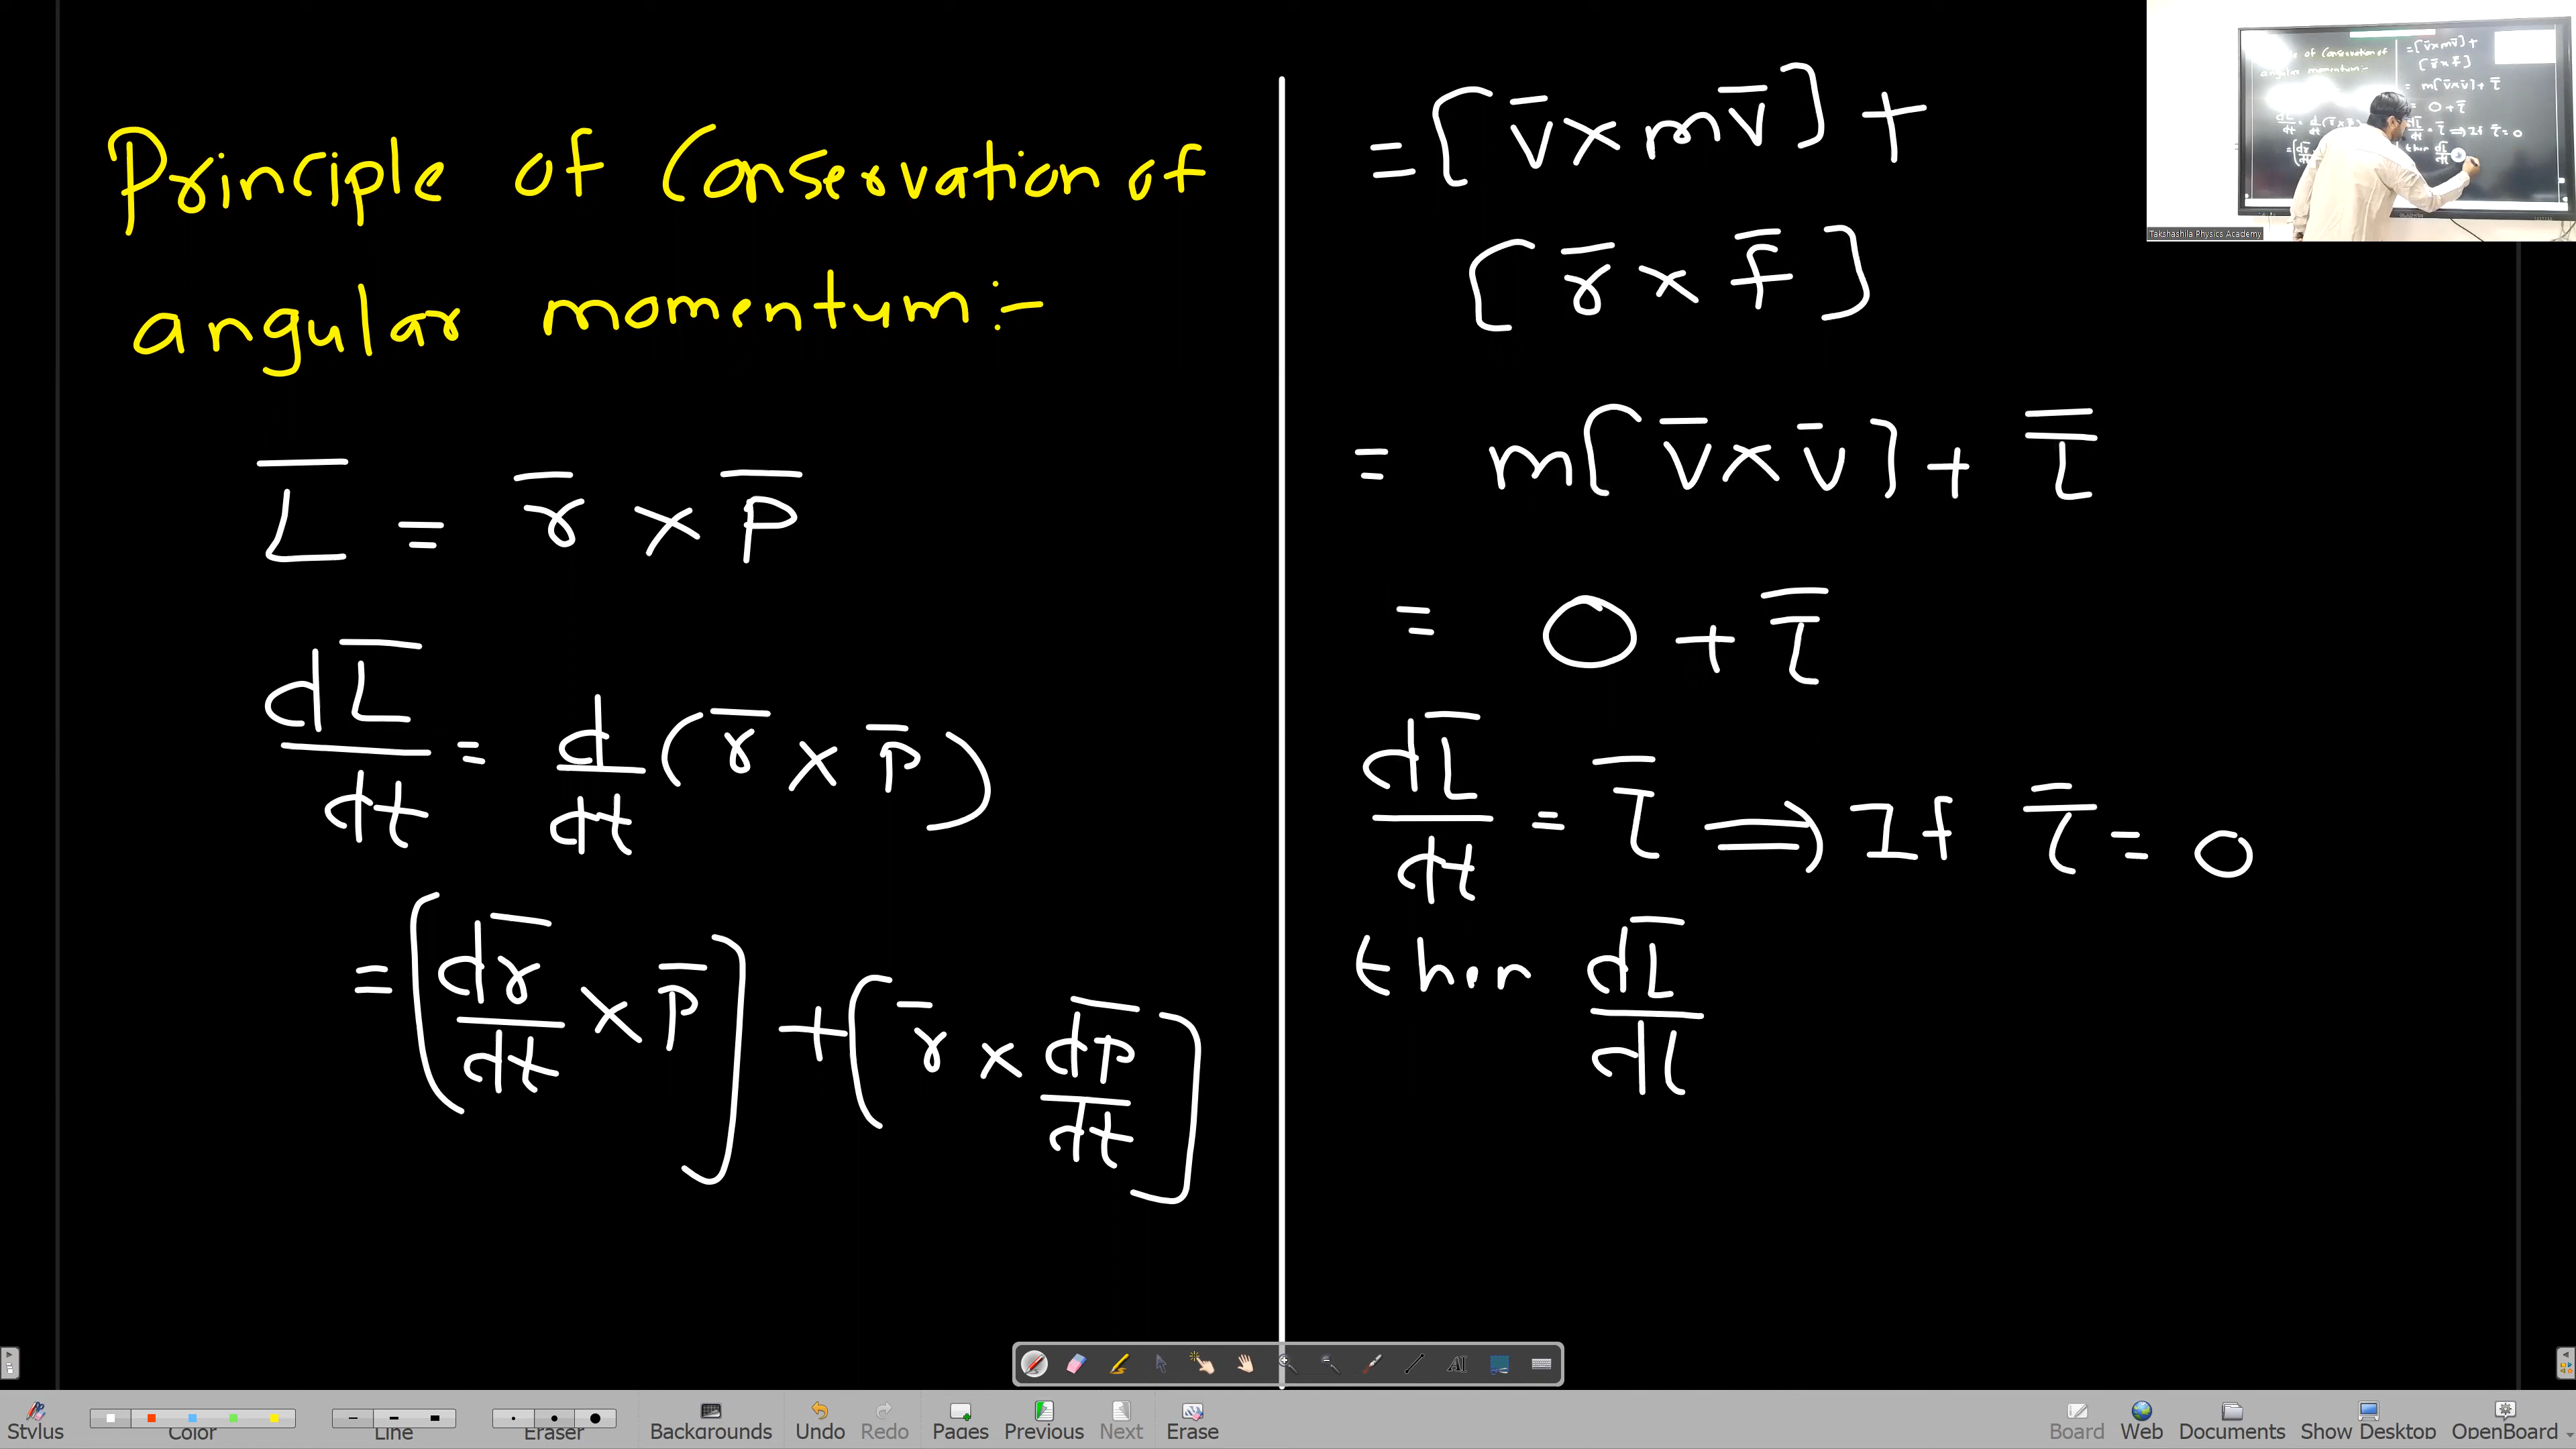 Principle of Conservation of
angular momentum:-
L̅ = r̅ × P̅
dL̅/dt = d/dt (r̅ × p̅)
= [dr̅/dt × p̅] + [r̅ × dp̅/dt]
= [v̅ × mv̅] +
[r̅ × f̅]
= m[v̅ × v̅] + τ̅
= 0 + τ̅
dL̅/dt = τ̅ ⟹ If τ̅ = 0
then dL̅/dt
Takshashila Physics Academy
Stylus Color Line Eraser Backgrounds Undo Redo Pages Previous Next Erase Board Web Documents Show Desktop OpenBoard